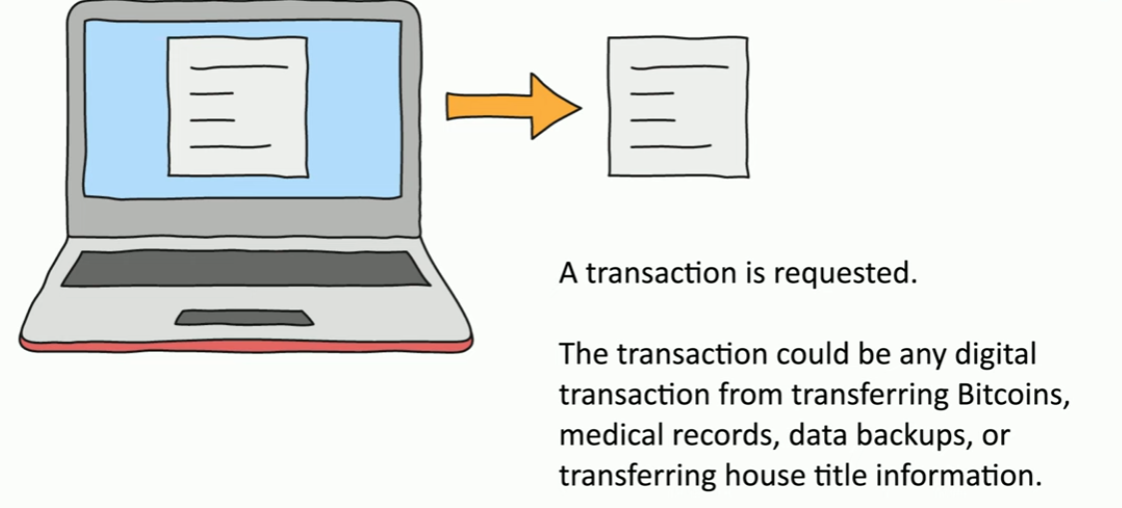 A transaction is requested.
The transaction could be any digital
transaction from transferring Bitcoins,
medical records, data backups, or
transferring house title information.